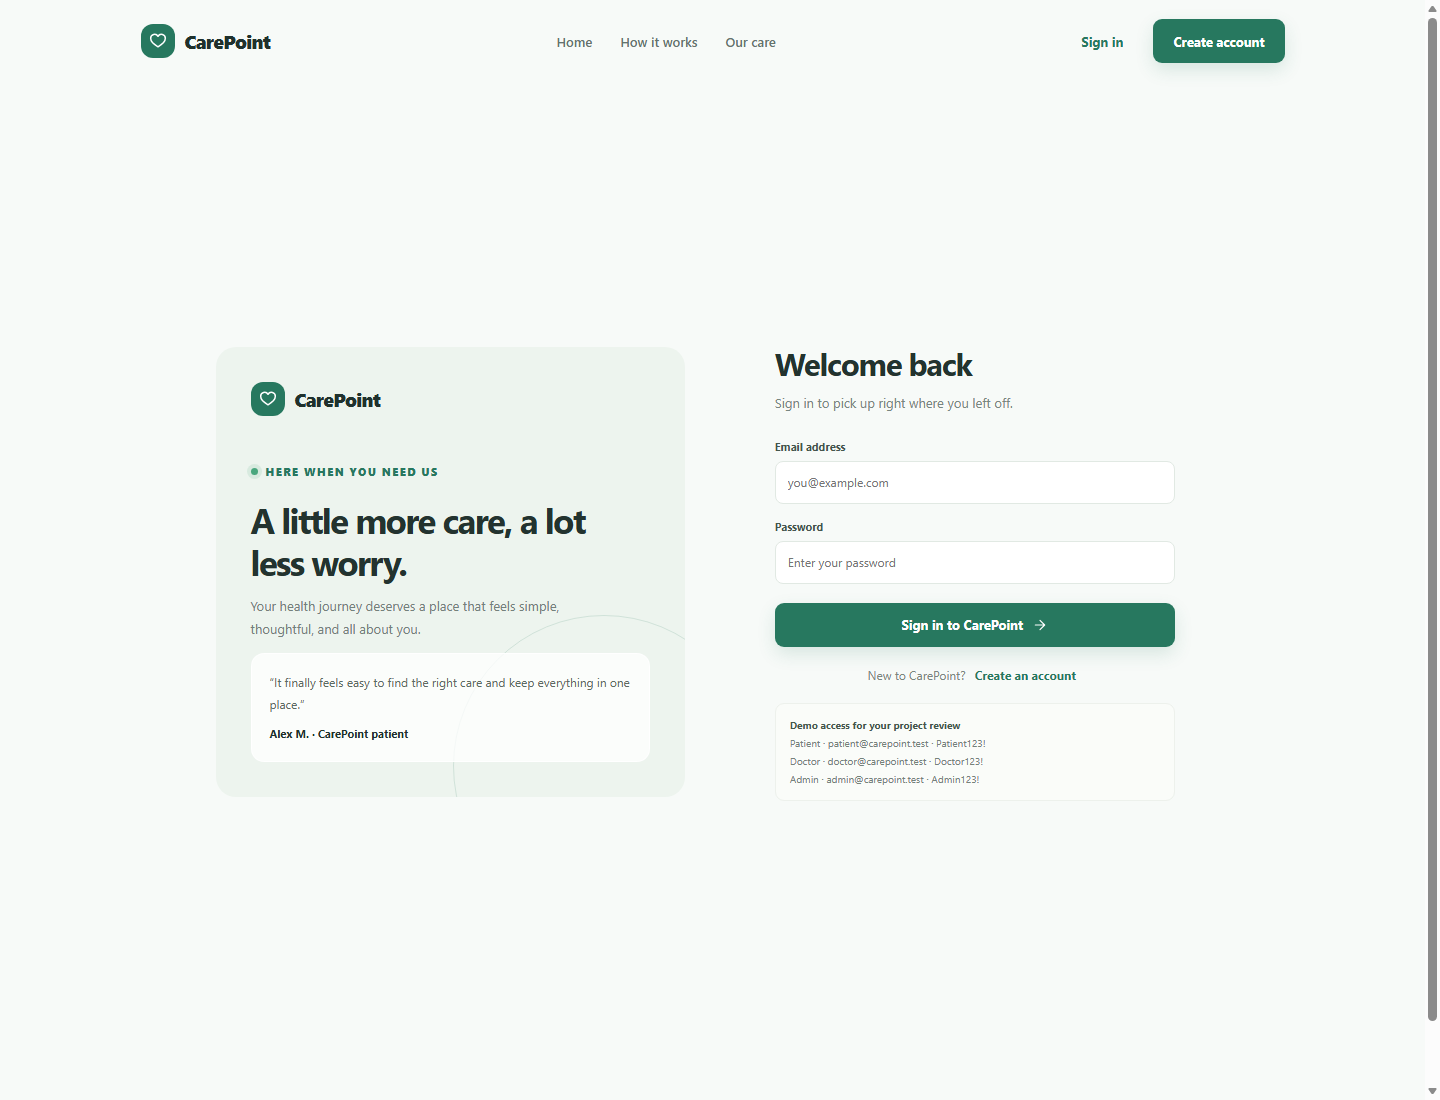 CarePoint
Home
How it works
Our care
Sign in
Create account
CarePoint
HERE WHEN YOU NEED US
A little more care, a lot
less worry.
Your health journey deserves a place that feels simple,
thoughtful, and all about you.
“It finally feels easy to find the right care and keep everything in one
place.”
Alex M. · CarePoint patient
Welcome back
Sign in to pick up right where you left off.
Email address
you@example.com
Password
Enter your password
Sign in to CarePoint →
New to CarePoint? Create an account
Demo access for your project review
Patient · patient@carepoint.test · Patient123!
Doctor · doctor@carepoint.test · Doctor123!
Admin · admin@carepoint.test · Admin123!